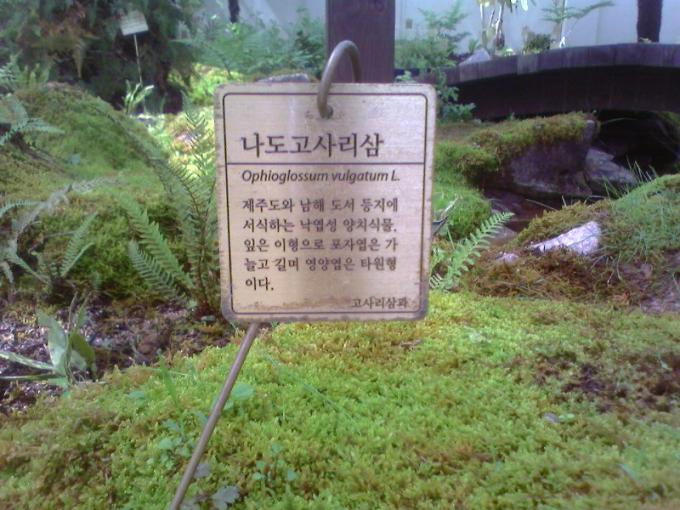 나도고사리삼
Ophioglossum vulgatum L.
제주도와 남해 도서 등지에
서식하는 낙엽성 양치식물.
잎은 이형으로 포자엽은 가
늘고 길며 영양엽은 타원형
이다.
고사리삼과